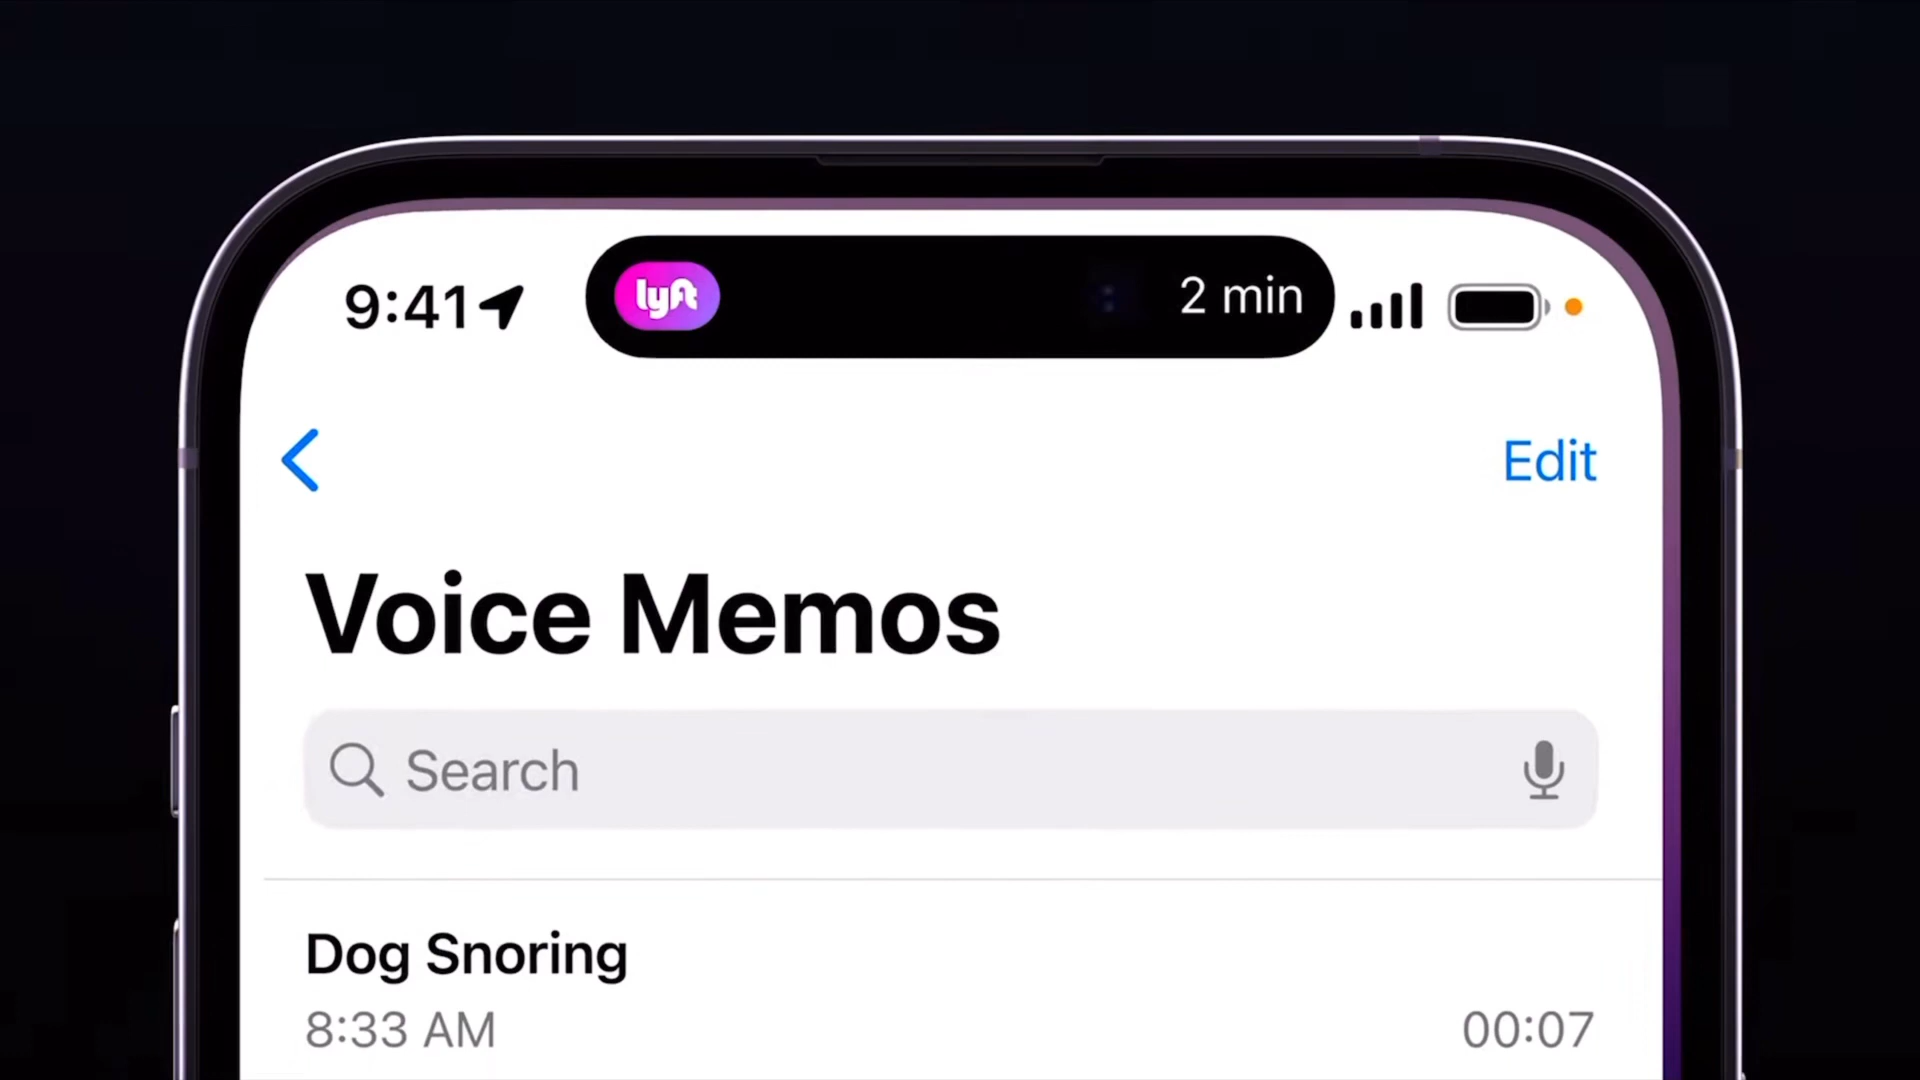 9:41
lyft
2 min
Edit
Voice Memos
Search
Dog Snoring
8:33 AM
00:07